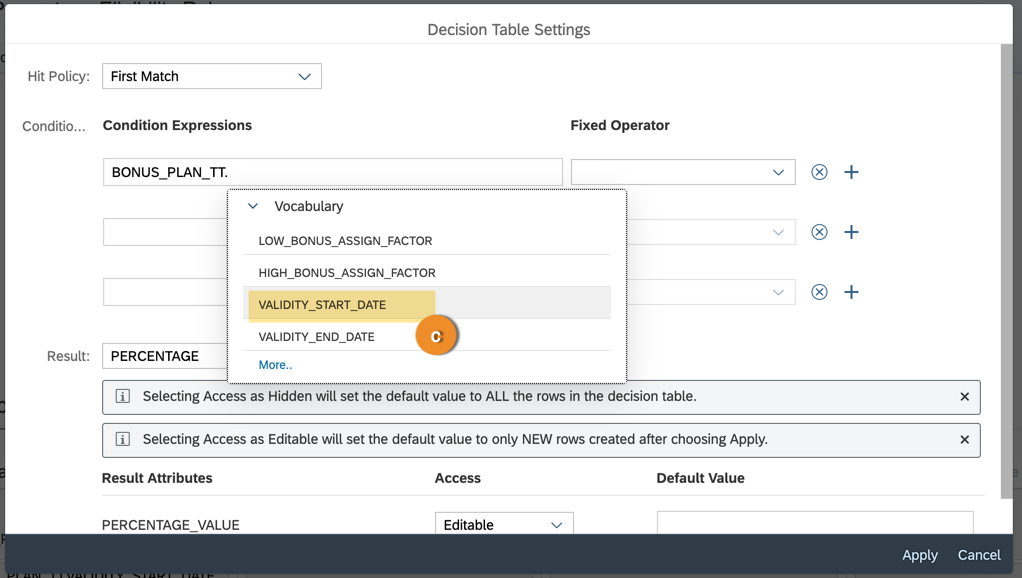 Decision Table Settings
Hit Policy: First Match
Conditio... Condition Expressions Fixed Operator
BONUS_PLAN_TT.
Vocabulary
LOW_BONUS_ASSIGN_FACTOR
HIGH_BONUS_ASSIGN_FACTOR
VALIDITY_START_DATE
VALIDITY_END_DATE
C
More..
Result: PERCENTAGE
Selecting Access as Hidden will set the default value to ALL the rows in the decision table.
Selecting Access as Editable will set the default value to only NEW rows created after choosing Apply.
Result Attributes Access Default Value
PERCENTAGE_VALUE Editable
Apply Cancel